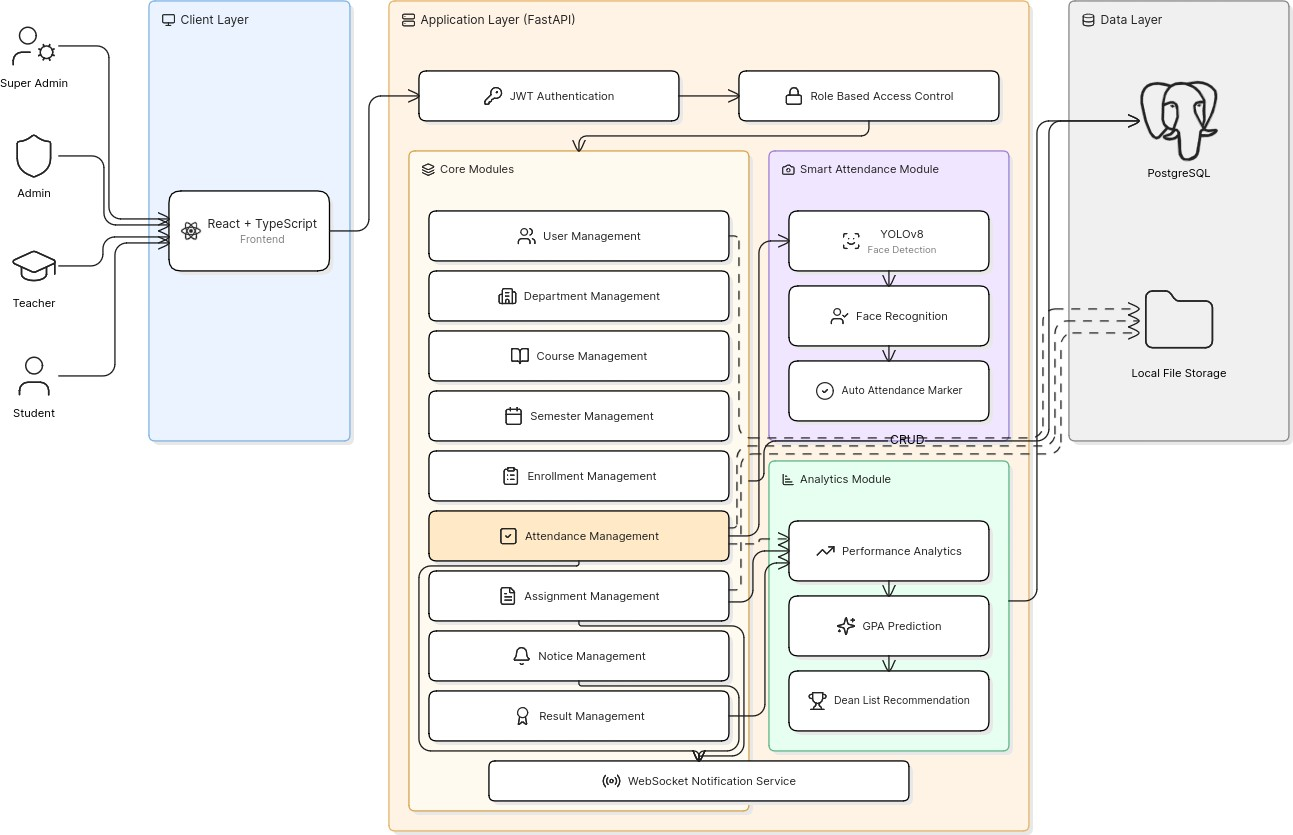 Super Admin
Admin
Teacher
Student
Client Layer
React + TypeScript
Frontend
Application Layer (FastAPI)
JWT Authentication
Role Based Access Control
Core Modules
User Management
Department Management
Course Management
Semester Management
Enrollment Management
Attendance Management
Assignment Management
Notice Management
Result Management
WebSocket Notification Service
Smart Attendance Module
YOLOv8
Face Detection
Face Recognition
Auto Attendance Marker
CRUD
Analytics Module
Performance Analytics
GPA Prediction
Dean List Recommendation
Data Layer
PostgreSQL
Local File Storage